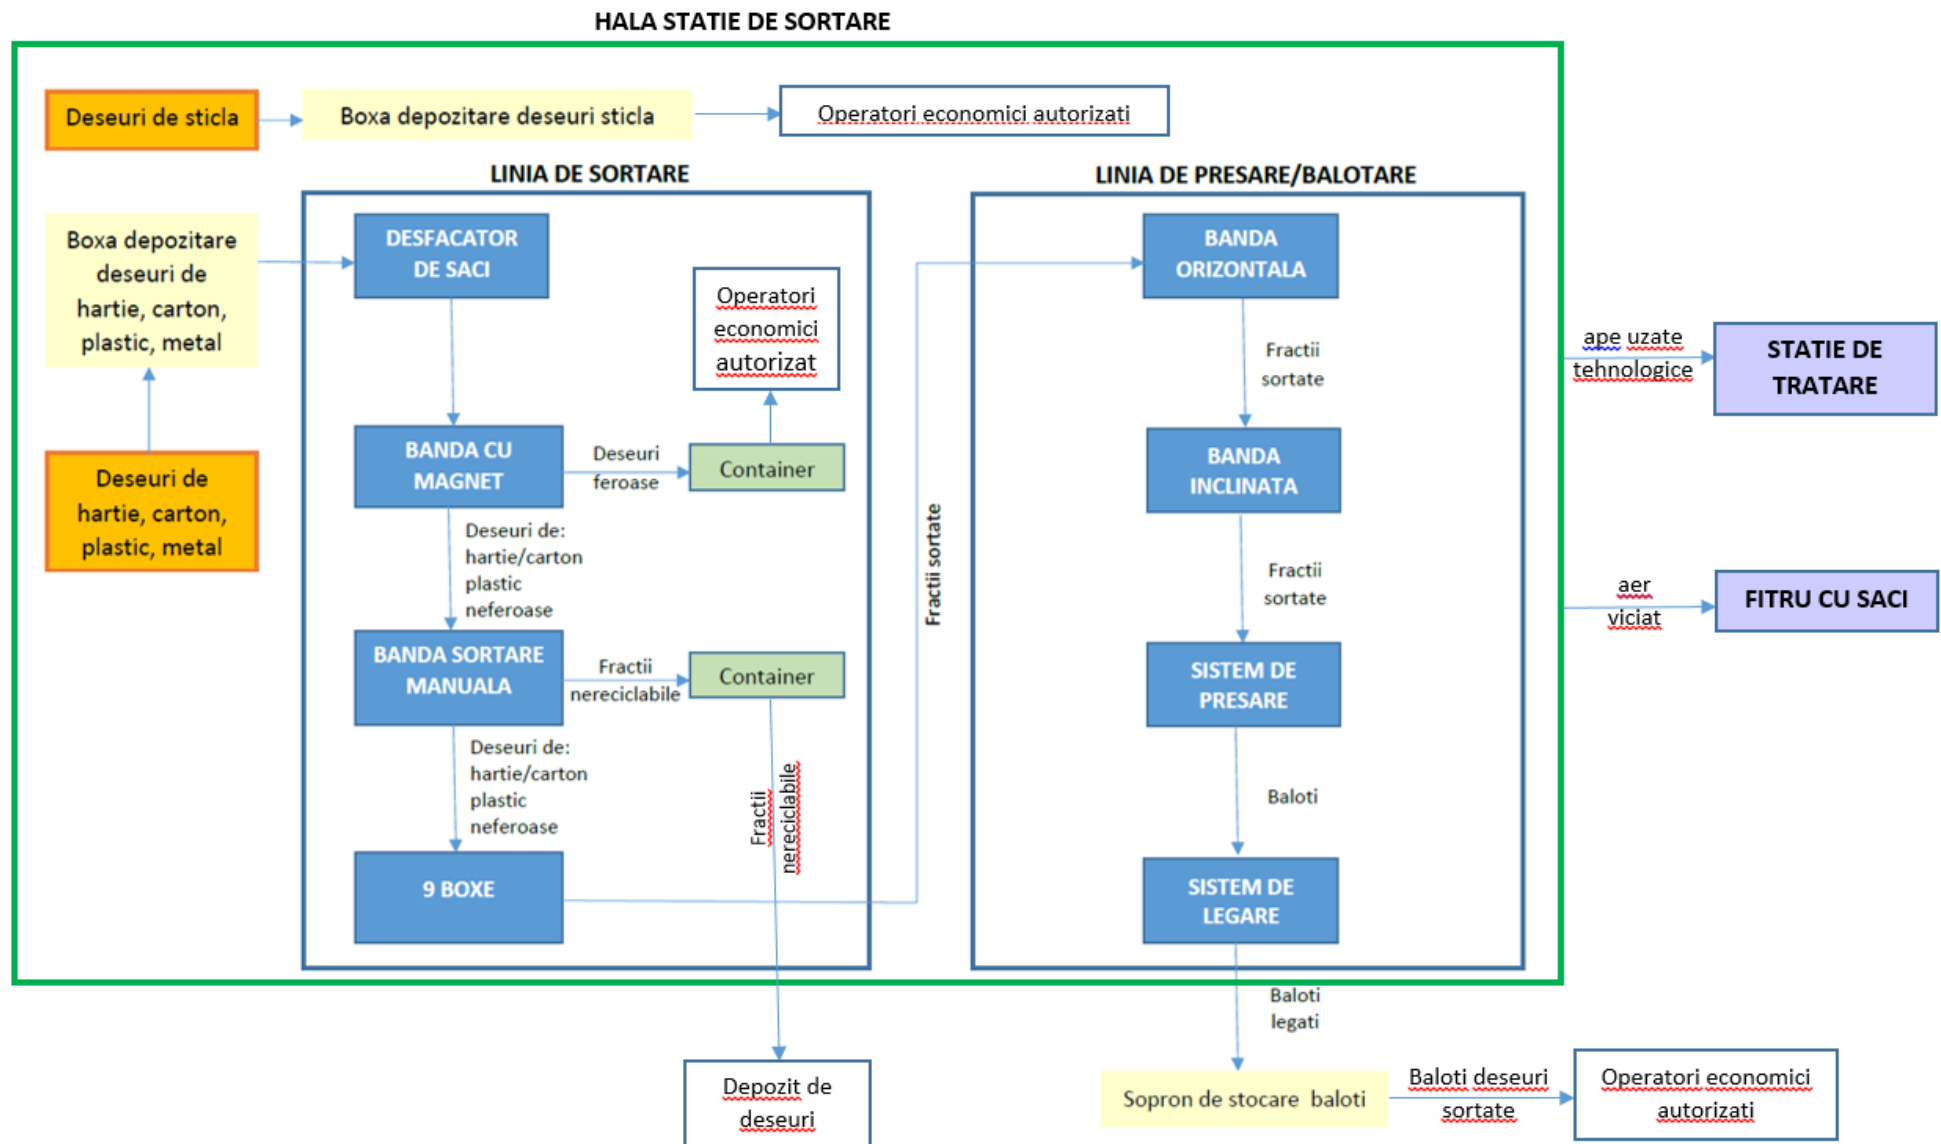 HALA STATIE DE SORTARE
Deseuri de sticla
Boxa depozitare deseuri sticla
Operatori economici autorizati
LINIA DE SORTARE
LINIA DE PRESARE/BALOTARE
Boxa depozitare
deseuri de
hartie, carton,
plastic, metal
Deseuri de
hartie, carton,
plastic, metal
DESFACATOR
DE SACI
Operatori
economici
autorizat
BANDA CU
MAGNET
Deseuri
feroase
Container
Deseuri de:
hartie/carton
plastic
neferoase
BANDA SORTARE
MANUALA
Fractii
nereciclabile
Container
Deseuri de:
hartie/carton
plastic
neferoase
Fractii
nereciclabile
9 BOXE
Fractii sortate
BANDA
ORIZONTALA
Fractii
sortate
BANDA
INCLINATA
Fractii
sortate
SISTEM DE
PRESARE
Baloti
SISTEM DE
LEGARE
ape uzate
tehnologice
STATIE DE
TRATARE
aer
viciat
FITRU CU SACI
Baloti
legati
Depozit de
deseuri
Sopron de stocare baloti
Baloti deseuri
sortate
Operatori economici
autorizati